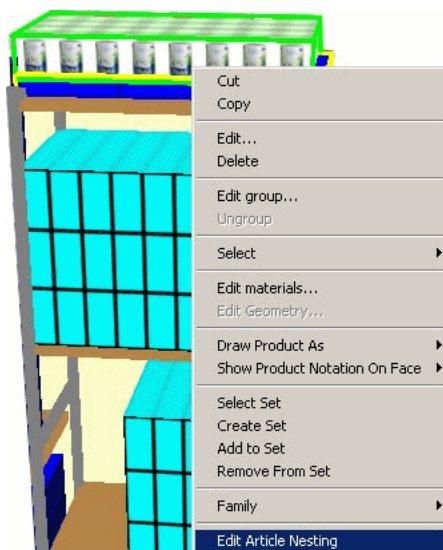 Cut
Copy
Edit...
Delete
Edit group...
Ungroup
Select
Edit materials...
Edit Geometry...
Draw Product As
Show Product Notation On Face
Select Set
Create Set
Add to Set
Remove From Set
Family
Edit Article Nesting